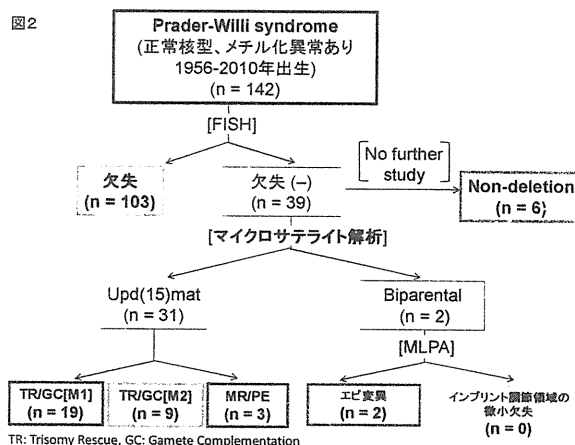 図2
Prader-Willi syndrome
(正常核型、メチル化異常あり
1956-2010年出生)
(n = 142)
[FISH]
欠失
(n = 103)
欠失 (–)
(n = 39)
No further
study
Non-deletion
(n = 6)
[マイクロサテライト解析]
Upd(15)mat
(n = 31)
Biparental
(n = 2)
[MLPA]
TR/GC[M1]
(n = 19)
TR/GC[M2]
(n = 9)
MR/PE
(n = 3)
エピ変異
(n = 2)
インプリント調節領域の
微小欠失
(n = 0)
TR: Trisomy Rescue, GC: Gamete Complementation